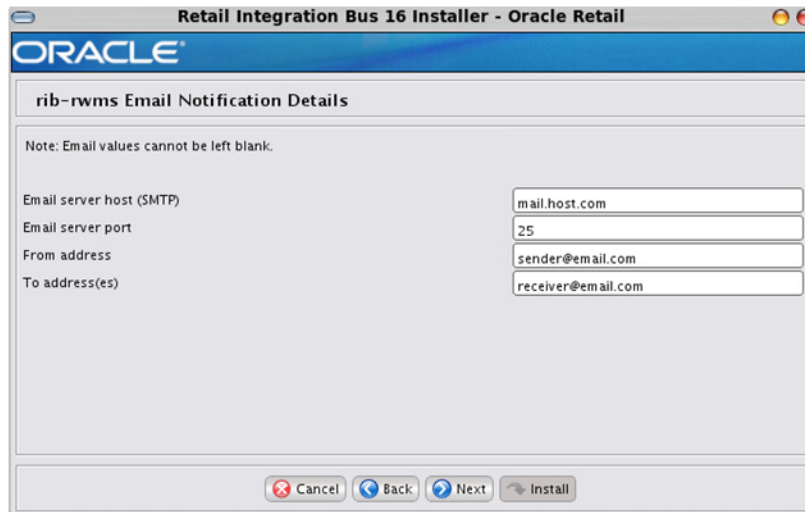 Retail Integration Bus 16 Installer - Oracle Retail
ORACLE®
rib-rwms Email Notification Details
Note: Email values cannot be left blank.
Email server host (SMTP) mail.host.com
Email server port 25
From address sender@email.com
To address(es) receiver@email.com
Cancel Back Next Install